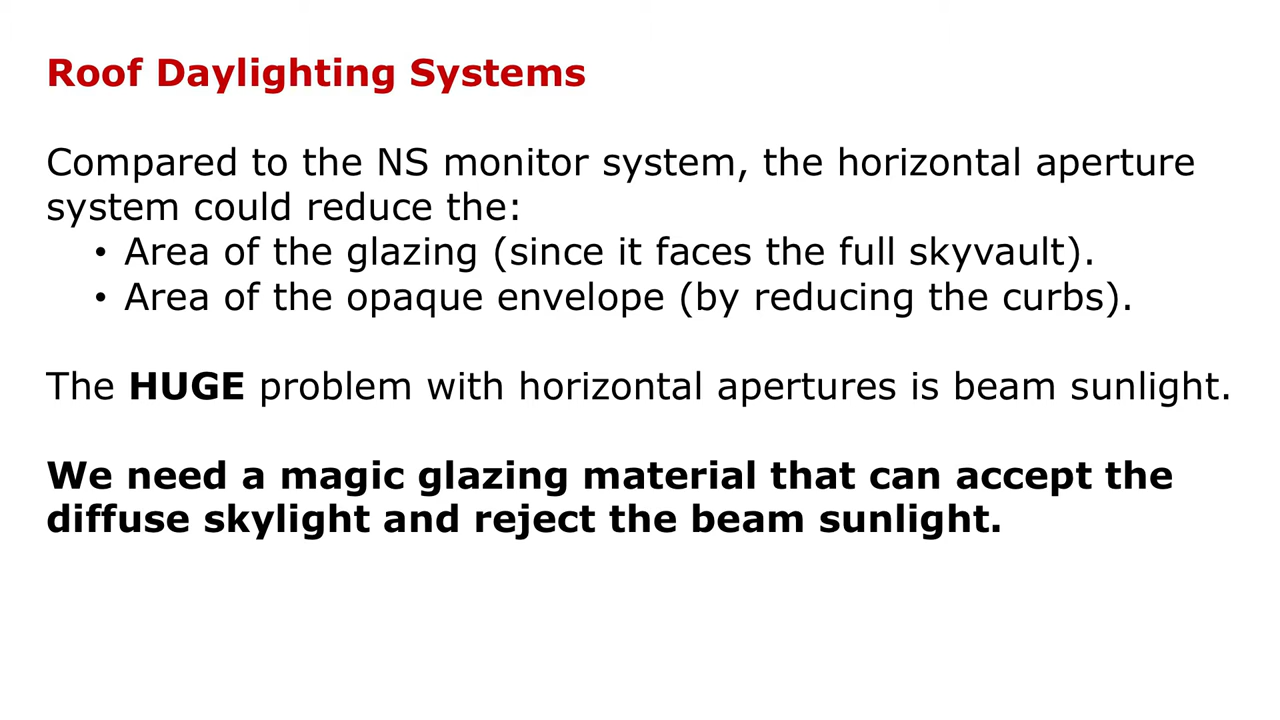 Roof Daylighting Systems
Compared to the NS monitor system, the horizontal aperture
system could reduce the:
• Area of the glazing (since it faces the full skyvault).
• Area of the opaque envelope (by reducing the curbs).
The HUGE problem with horizontal apertures is beam sunlight.
We need a magic glazing material that can accept the
diffuse skylight and reject the beam sunlight.